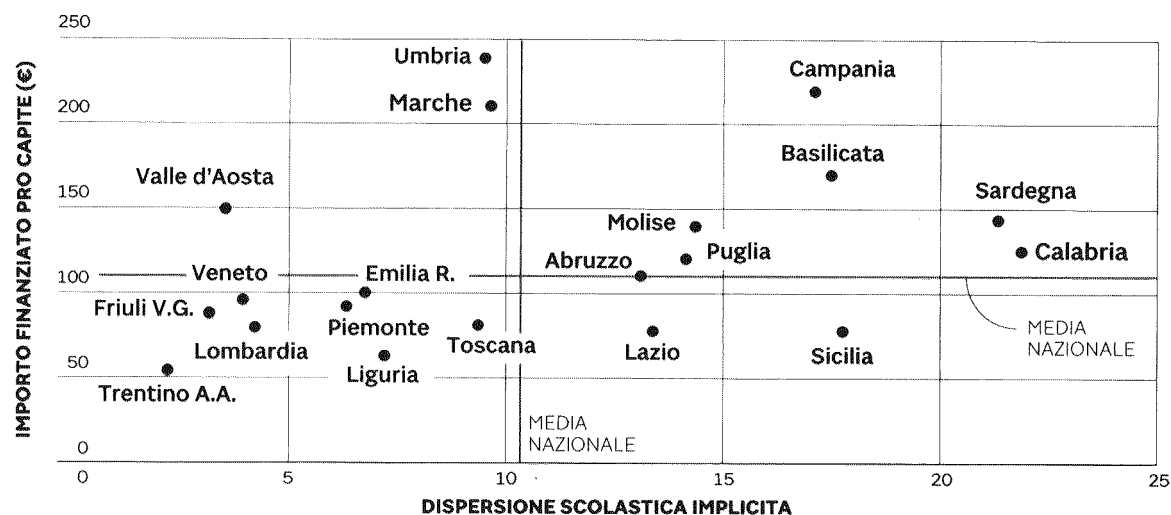 IMPORTO FINANZIATO PRO CAPITE (€)
250
Umbria
Campania
Marche
200
Basilicata
Valle d'Aosta
Sardegna
150
Molise
Puglia
Calabria
Abruzzo
Veneto
Emilia R.
100
Friuli V.G.
Piemonte
MEDIA
NAZIONALE
Lombardia
Toscana
Lazio
Sicilia
Liguria
50
Trentino A.A.
MEDIA
NAZIONALE
0
0
5
10
15
20
25
DISPERSIONE SCOLASTICA IMPLICITA